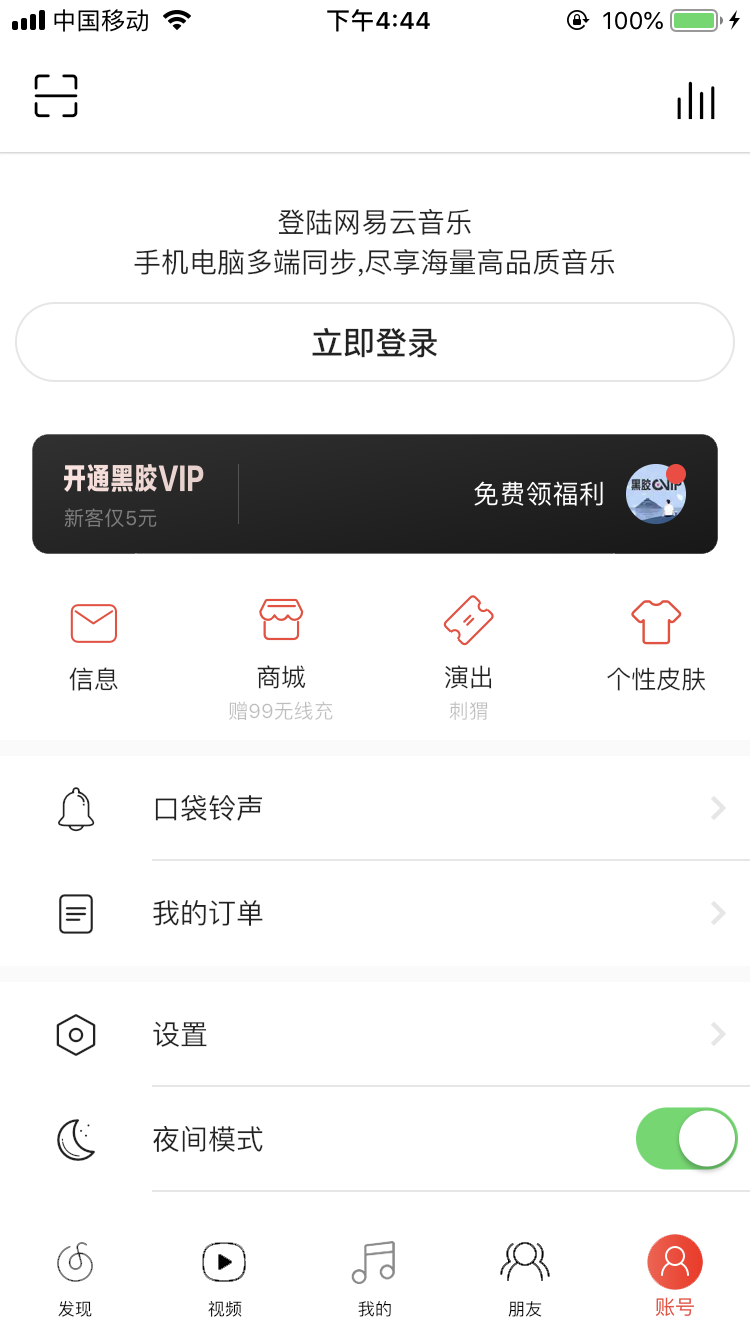 中国移动 下午4:44 100%
登陆网易云音乐
手机电脑多端同步,尽享海量高品质音乐
立即登录
开通黑胶VIP
新客仅5元
免费领福利
黑胶VIP
信息 商城 演出 个性皮肤
赠99无线充 刺猬
口袋铃声
我的订单
设置
夜间模式
发现 视频 我的 朋友 账号